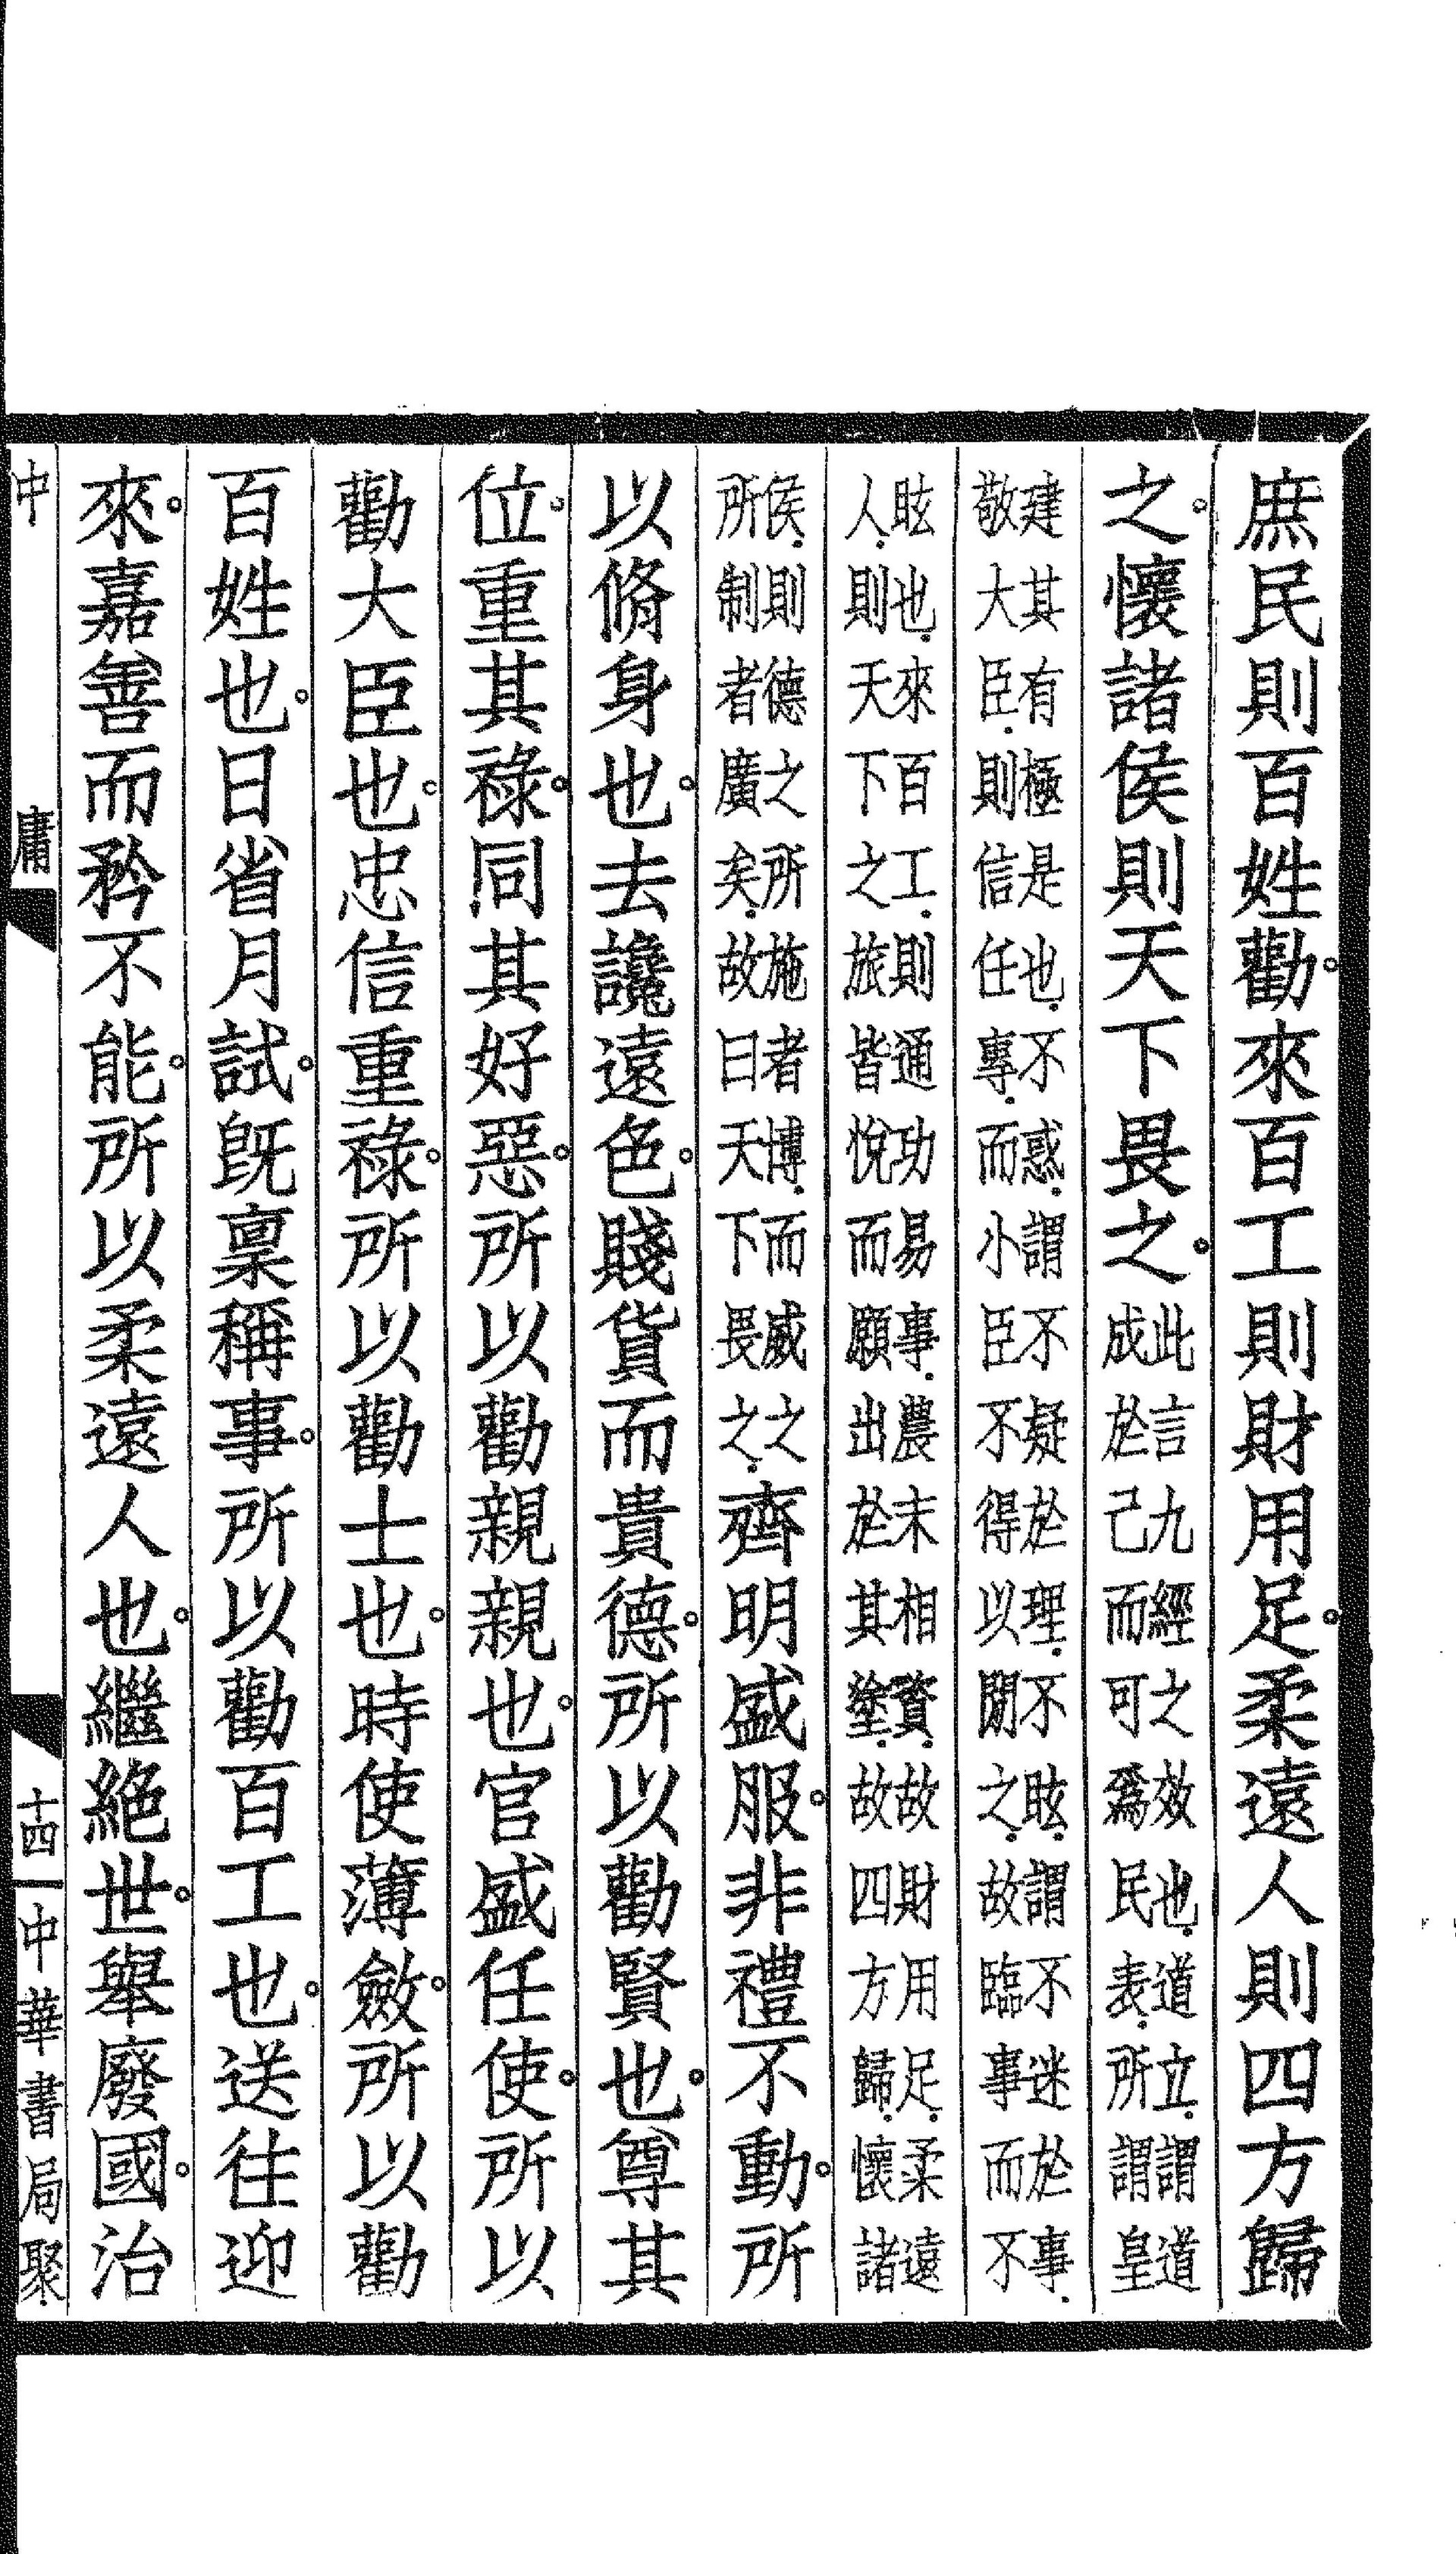 庶民則百姓勸。來百工則財用足。柔遠人則四方歸
之。懷諸侯則天下畏之。此言九經之效也．道立．謂道
成於己而可爲民表．所謂皇
建其有極是也．不惑．謂不疑於理．不眩．謂不迷於事．
敬大臣．則信任專．而小臣不得以閒之．故臨事而不
眩也．來百工．則通功易事．農末相資．故財用足．柔遠
人．則天下之旅皆悅而願出於其塗．故四方歸．懷諸
侯．則德之所施者博．而威之
所制者廣矣．故曰天下畏之．齊明盛服。非禮不動。所
以脩身也。去讒遠色。賤貨而貴德。所以勸賢也。尊其
位。重其祿。同其好惡。所以勸親親也。官盛任使。所以
勸大臣也。忠信重祿。所以勸士也。時使薄斂。所以勸
百姓也。日省月試。旣稟稱事。所以勸百工也。送往迎
來。嘉善而矜不能。所以柔遠人也。繼絕世。舉廢國。治
中 庸 十四 中華書局聚